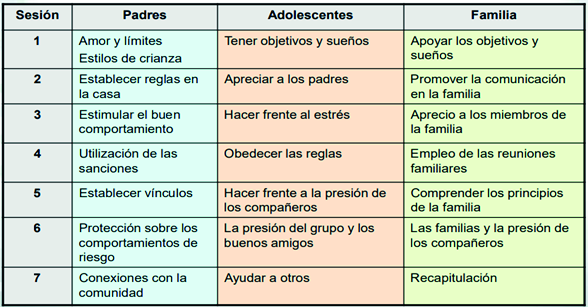 Sesión Padres Adolescentes Familia
1 Amor y límites Tener objetivos y sueños Apoyar los objetivos y
Estilos de crianza sueños
2 Establecer reglas en Apreciar a los padres Promover la comunicación
la casa en la familia
3 Estimular el buen Hacer frente al estrés Aprecio a los miembros de
comportamiento la familia
4 Utilización de las Obedecer las reglas Empleo de las reuniones
sanciones familiares
5 Establecer vínculos Hacer frente a la presión de Comprender los principios
los compañeros de la familia
6 Protección sobre los La presión del grupo y los Las familias y la presión de
comportamientos de buenos amigos los compañeros
riesgo
7 Conexiones con la Ayudar a otros Recapitulación
comunidad